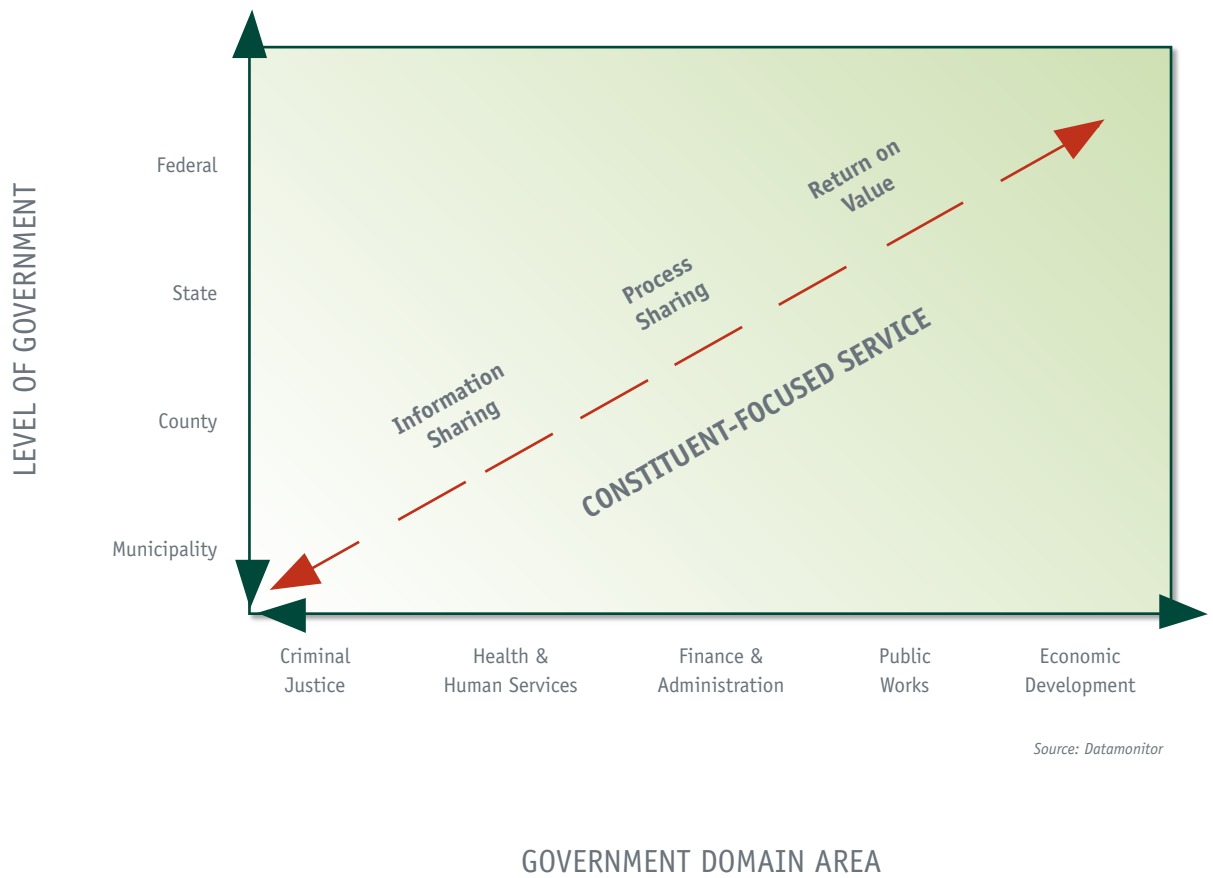 LEVEL OF GOVERNMENT
Federal
State
County
Municipality
Return on
Value
Process
Sharing
Information
Sharing
CONSTITUENT-FOCUSED SERVICE
Criminal
Justice
Health &
Human Services
Finance &
Administration
Public
Works
Economic
Development
Source: Datamonitor
GOVERNMENT DOMAIN AREA